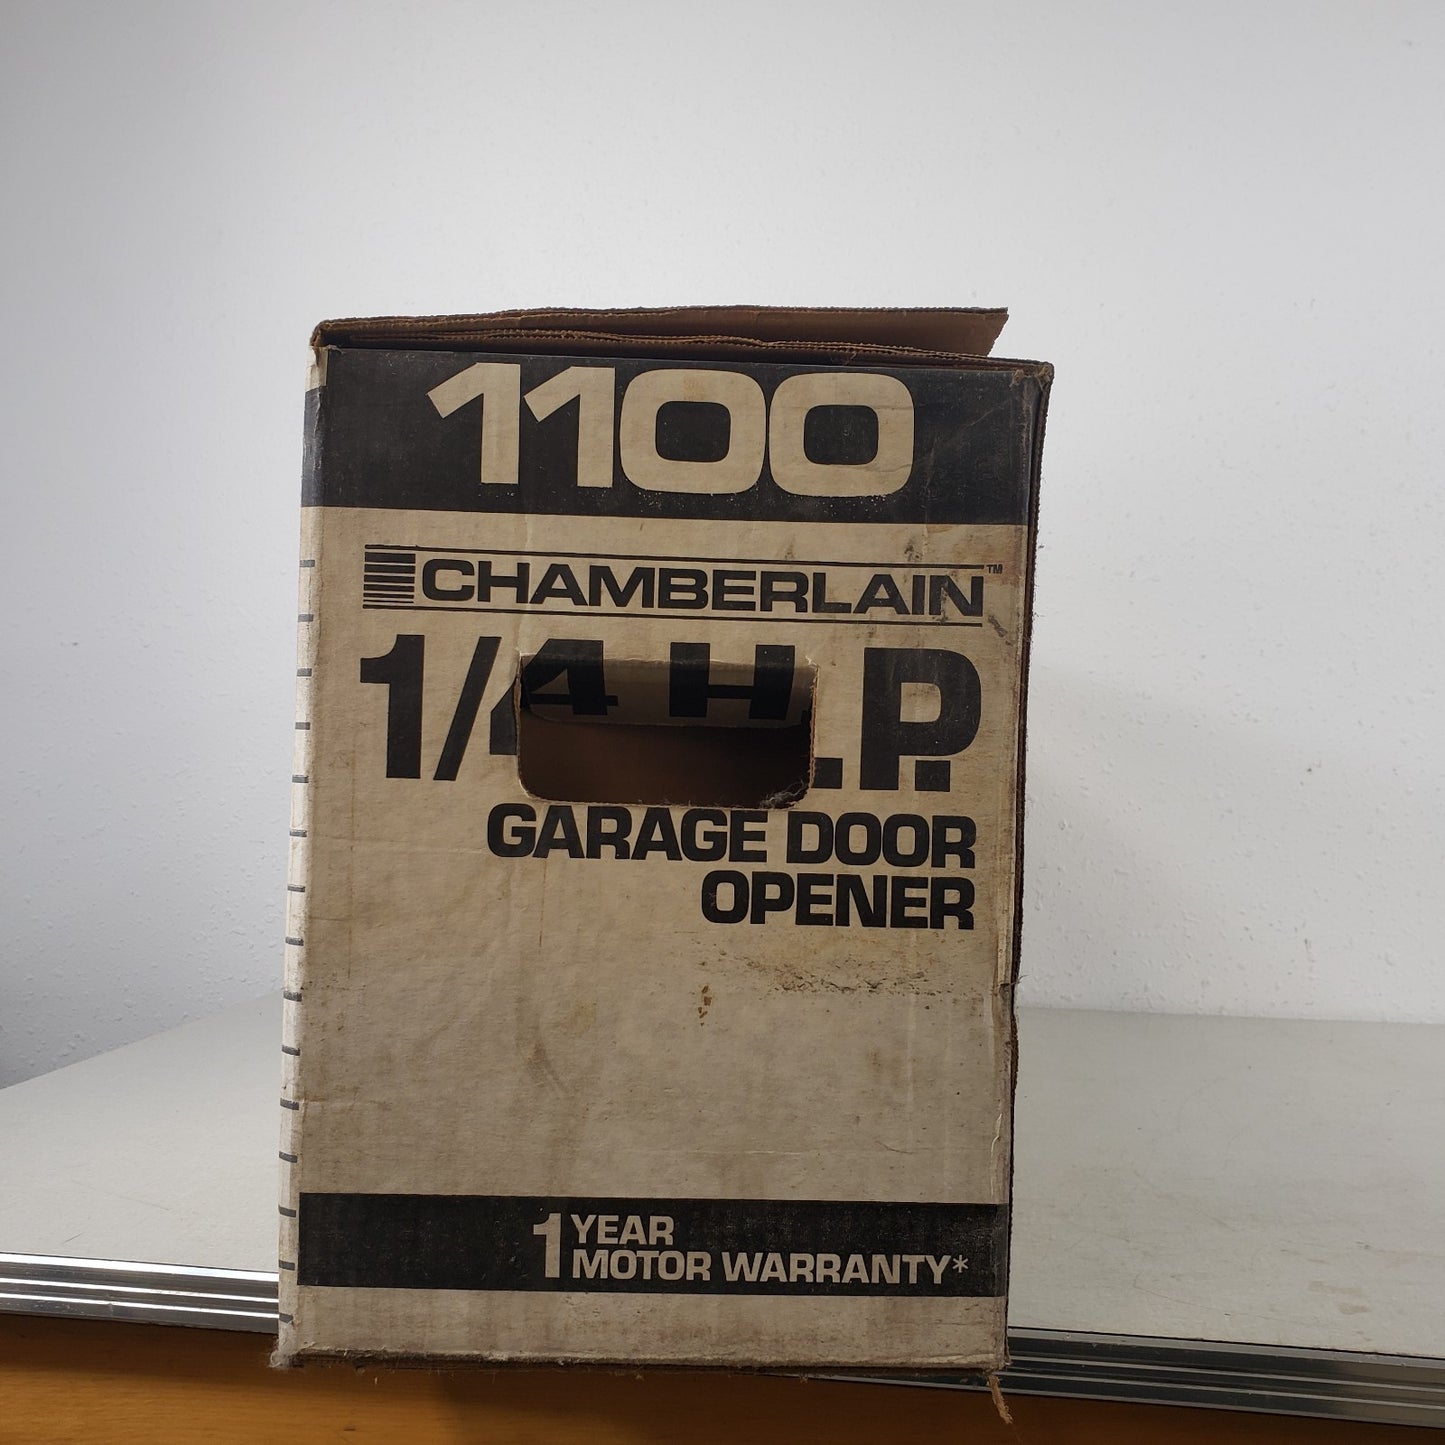 1100
CHAMBERLAIN™
1/4 H.P.
GARAGE DOOR
OPENER
1 YEAR
MOTOR WARRANTY*